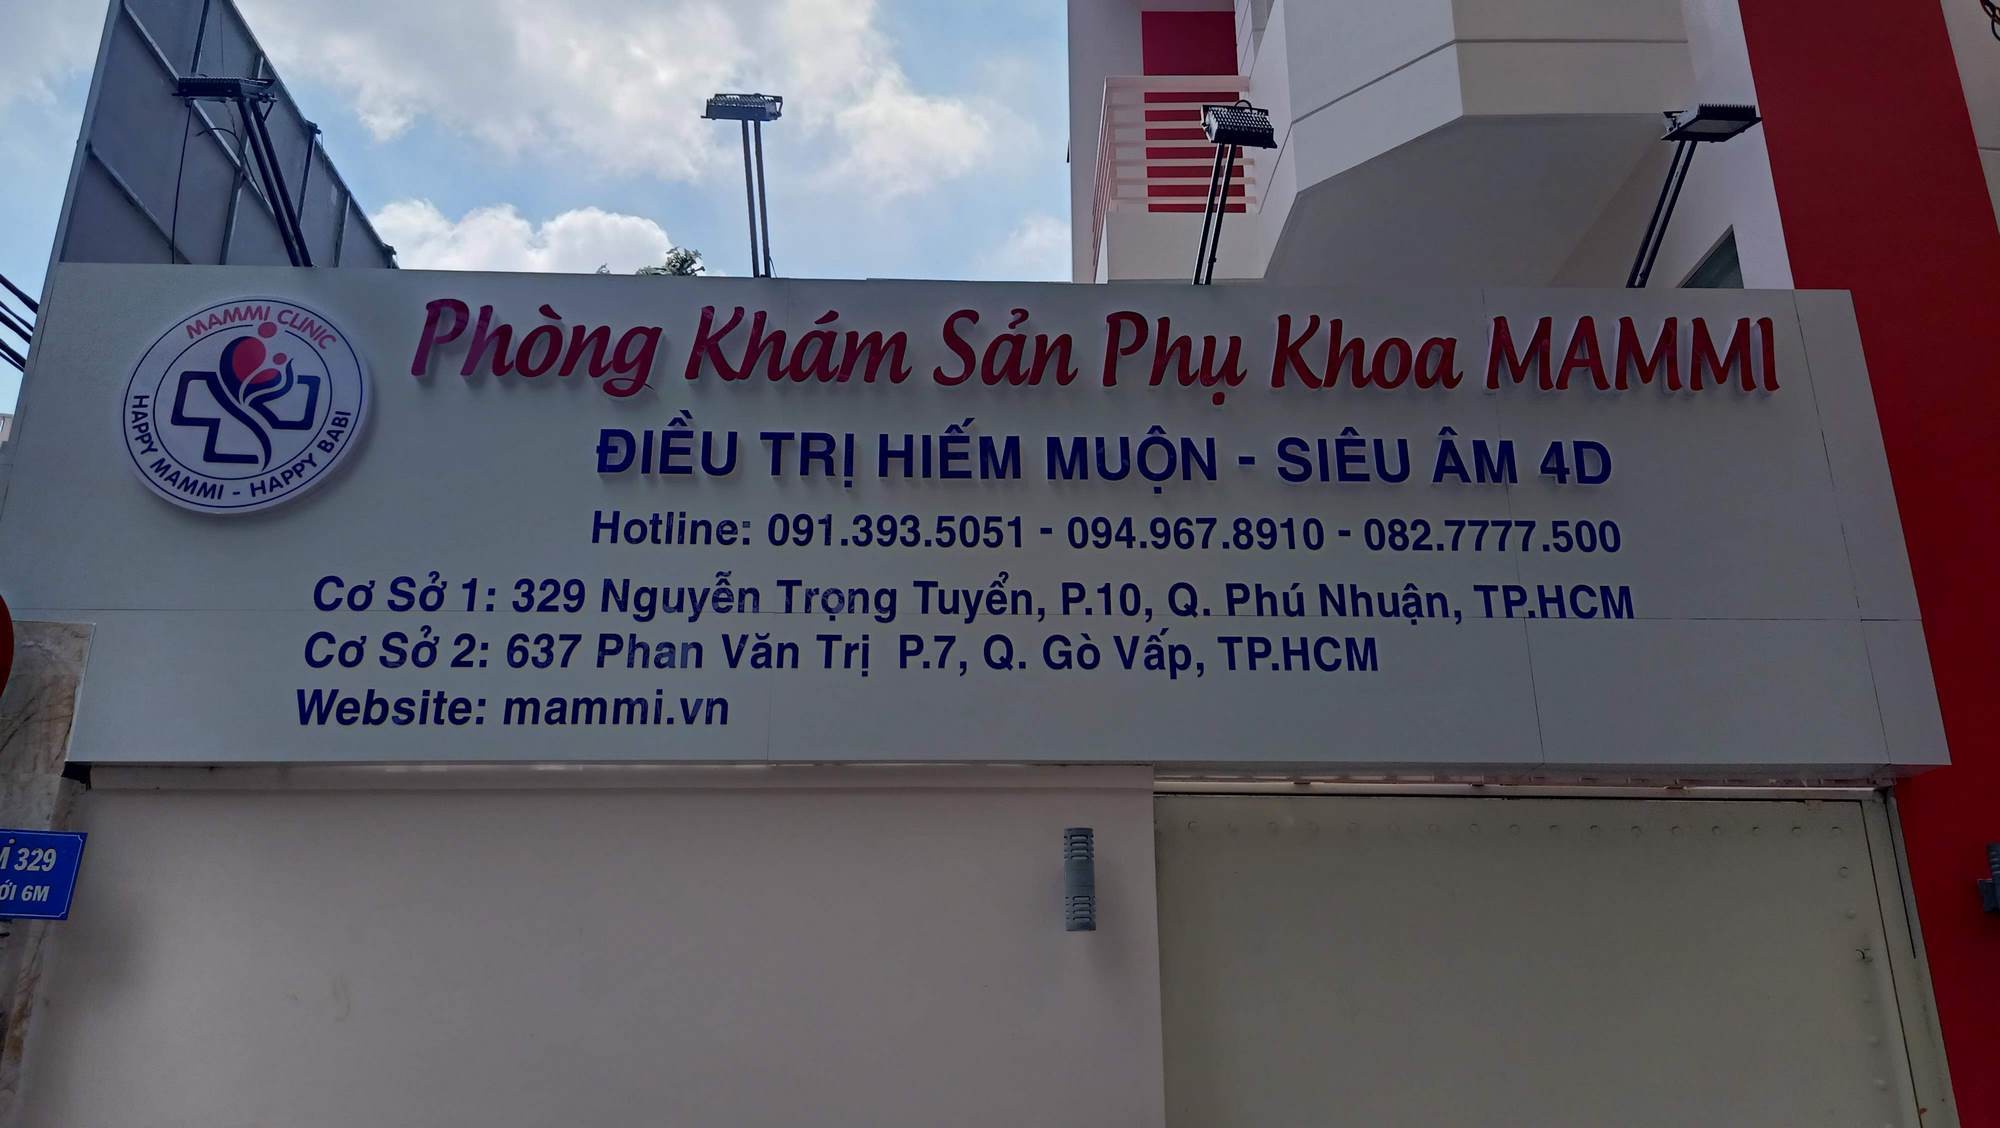 MAMMI CLINIC
HAPPY MAMMI - HAPPY BABI
Phòng Khám Sản Phụ Khoa MAMMI
ĐIỀU TRỊ HIẾM MUỘN - SIÊU ÂM 4D
Hotline: 091.393.5051 - 094.967.8910 - 082.7777.500
Cơ Sở 1: 329 Nguyễn Trọng Tuyển, P.10, Q. Phú Nhuận, TP.HCM
Cơ Sở 2: 637 Phan Văn Trị P.7, Q. Gò Vấp, TP.HCM
Website: mammi.vn
329
6M